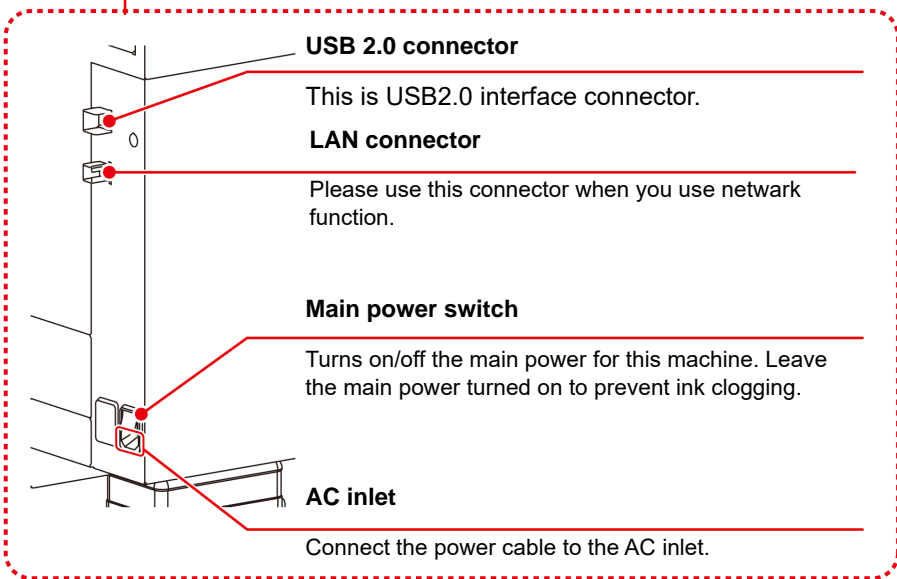 USB 2.0 connector
This is USB2.0 interface connector.
LAN connector
Please use this connector when you use netwark
function.
Main power switch
Turns on/off the main power for this machine. Leave
the main power turned on to prevent ink clogging.
AC inlet
Connect the power cable to the AC inlet.